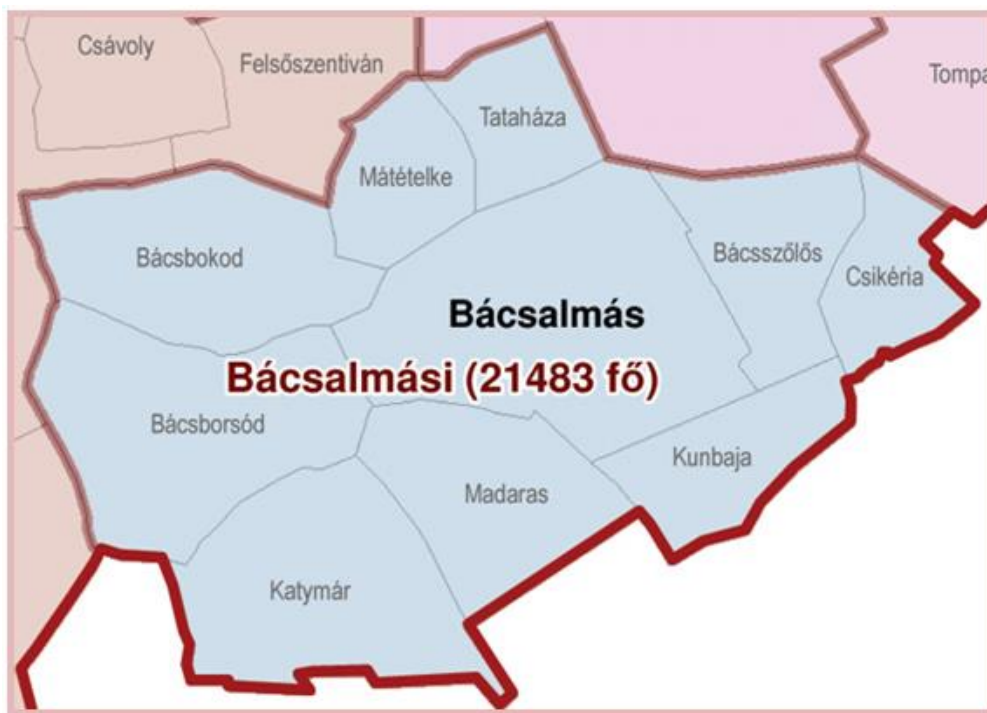 Csávoly
Felsőszentiván
Tompa
Tataháza
Mátételke
Bácsbokod
Bácsszőlős
Csikéria
Bácsalmás
Bácsalmási (21483 fő)
Bácsborsód
Kunbaja
Madaras
Katymár